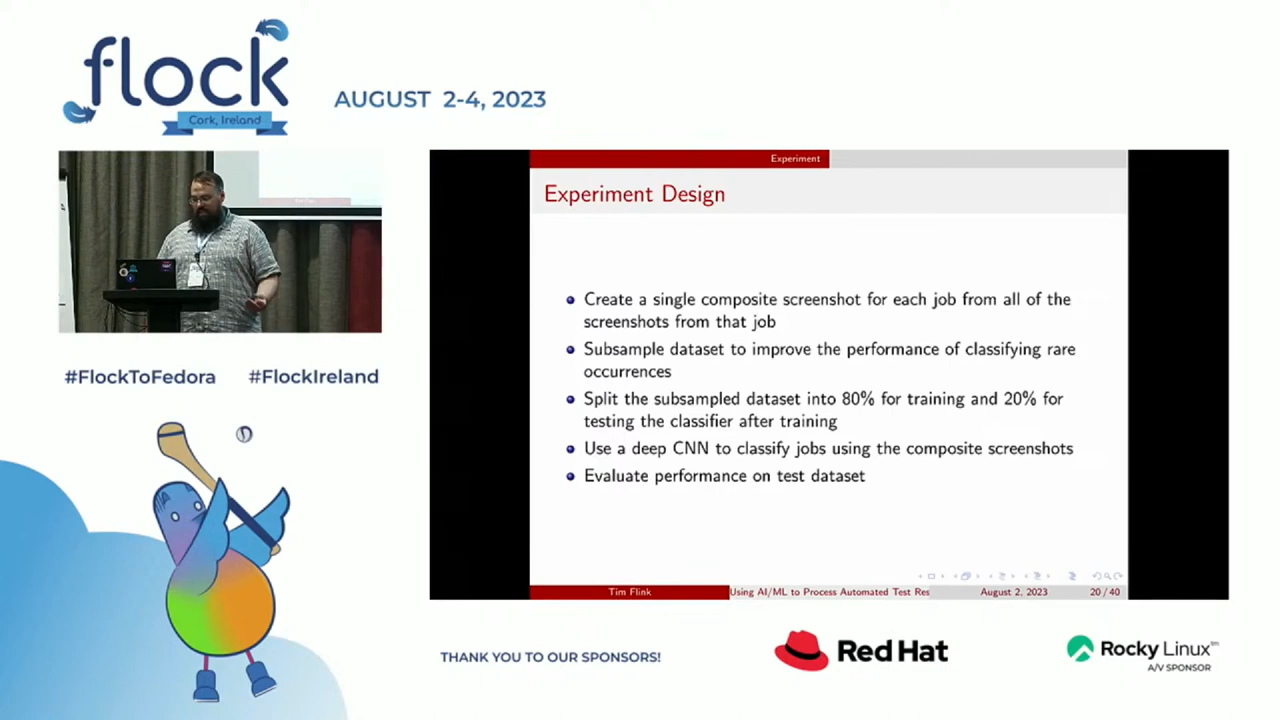 flock
Cork, Ireland
AUGUST 2-4, 2023
#FlockToFedora #FlockIreland
Experiment
Experiment Design
Create a single composite screenshot for each job from all of the
screenshots from that job
Subsample dataset to improve the performance of classifying rare
occurrences
Split the subsampled dataset into 80% for training and 20% for
testing the classifier after training
Use a deep CNN to classify jobs using the composite screenshots
Evaluate performance on test dataset
Tim Flink
Using AI/ML to Process Automated Test Res
August 2, 2023
20 / 40
THANK YOU TO OUR SPONSORS!
Red Hat
Rocky Linux™
A/V SPONSOR